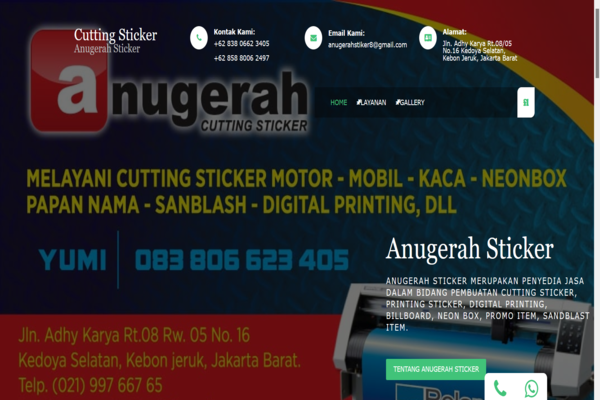 Cutting Sticker
Anugerah Sticker
Kontak Kami:
+62 838 0662 3405
+62 858 8006 2497
Email Kami:
anugerahstiker8@gmail.com
Alamat:
Jln. Adhy Karya Rt.08/05
No.16 Kedoya Selatan,
Kebon Jeruk, Jakarta Barat
anugerah
CUTTING STICKER
HOME #LAYANAN #GALLERY
MELAYANI CUTTING STICKER MOTOR - MOBIL - KACA - NEONBOX
PAPAN NAMA - SANBLASH - DIGITAL PRINTING, DLL
YUMI 083 806 623 405
Anugerah Sticker
ANUGERAH STICKER MERUPAKAN PENYEDIA JASA
DALAM BIDANG PEMBUATAN CUTTING STICKER,
PRINTING STICKER, DIGITAL PRINTING,
BILLBOARD, NEON BOX, PROMO ITEM, SANDBLAST
ITEM.
Jln. Adhy Karya Rt.08 Rw. 05 No. 16
Kedoya Selatan, Kebon jeruk, Jakarta Barat.
Telp. (021) 997 667 65
TENTANG ANUGERAH STICKER